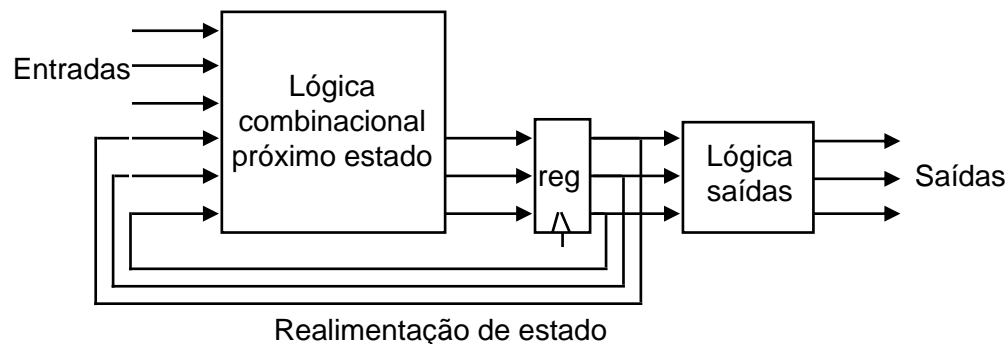 Entradas
Lógica
combinacional
próximo estado
reg
Lógica
saídas
Saídas
Realimentação de estado